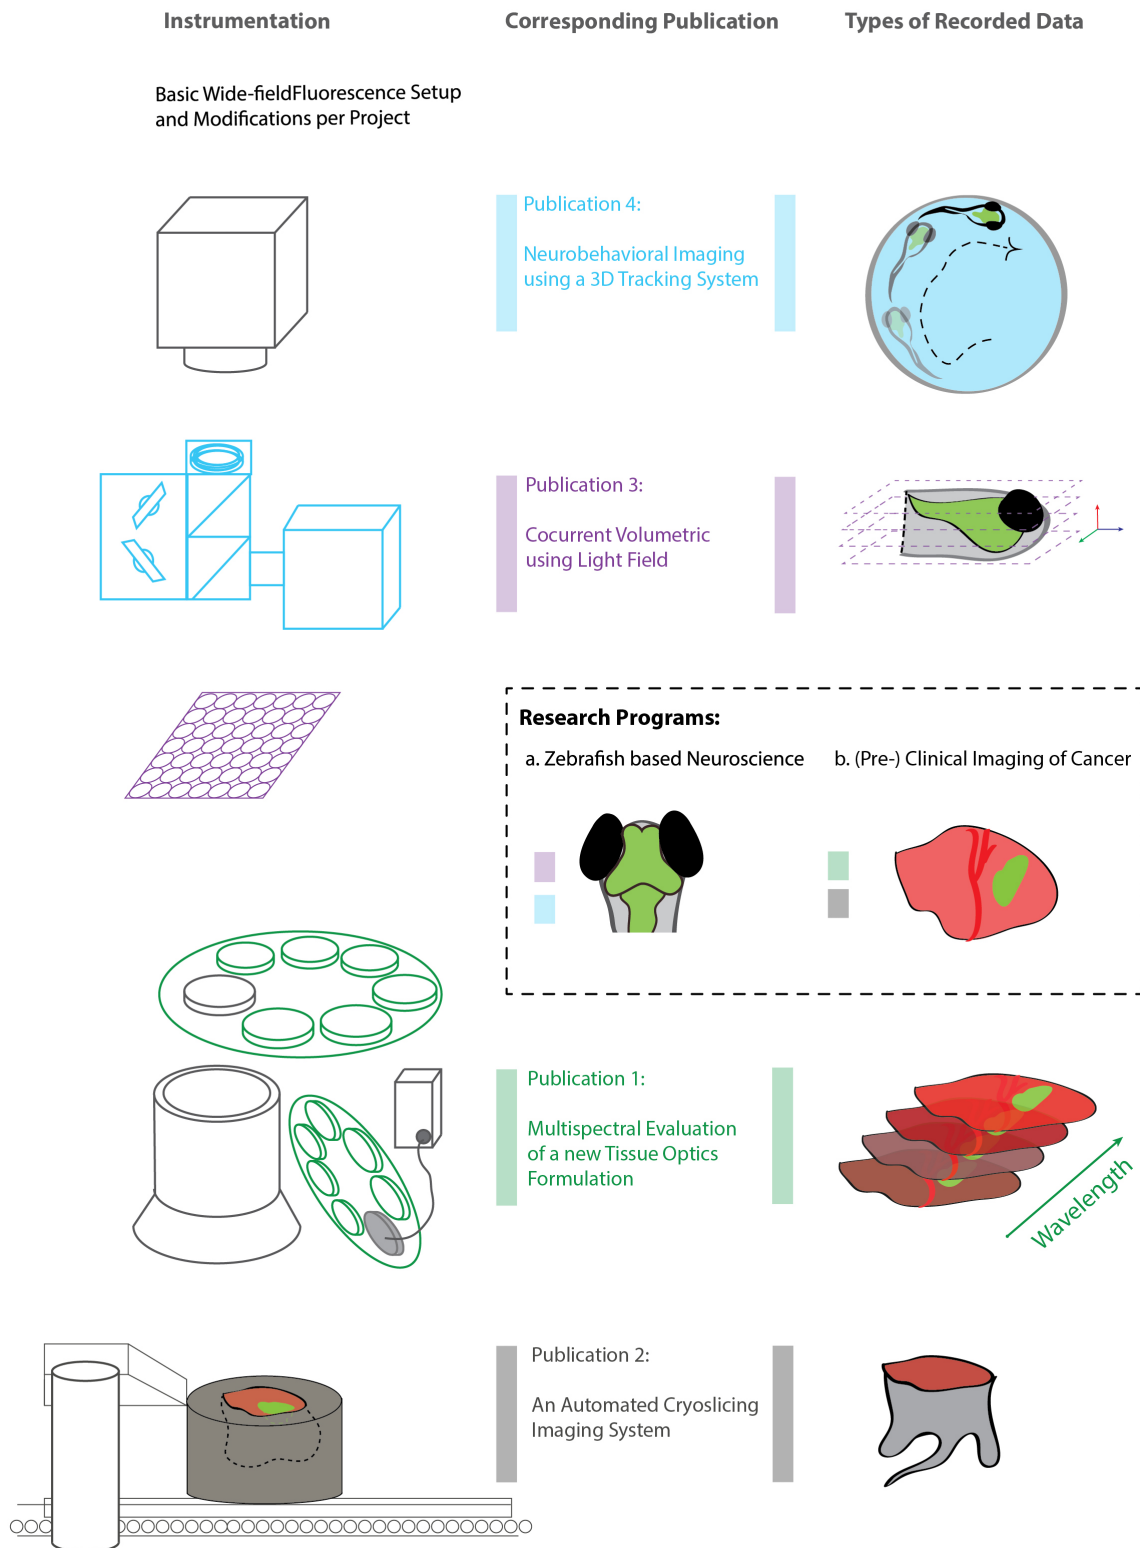 Instrumentation
Corresponding Publication
Types of Recorded Data
Basic Wide-fieldFluorescence Setup
and Modifications per Project
Publication 4:
Neurobehavioral Imaging
using a 3D Tracking System
Publication 3:
Cocurrent Volumetric
using Light Field
Research Programs:
a. Zebrafish based Neuroscience
b. (Pre-) Clinical Imaging of Cancer
Publication 1:
Multispectral Evaluation
of a new Tissue Optics
Formulation
Wavelength
Publication 2:
An Automated Cryoslicing
Imaging System